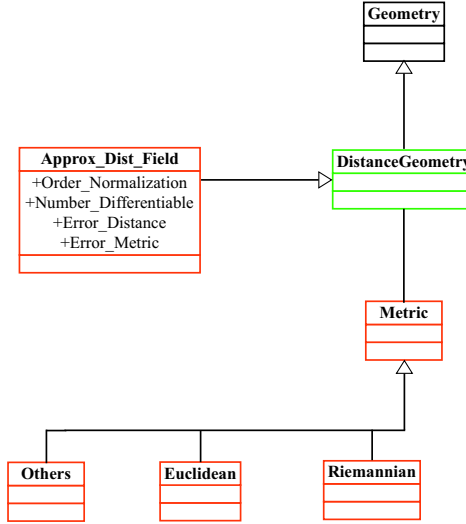 Geometry
Approx_Dist_Field
+Order_Normalization
+Number_Differentiable
+Error_Distance
+Error_Metric
DistanceGeometry
Metric
Others
Euclidean
Riemannian